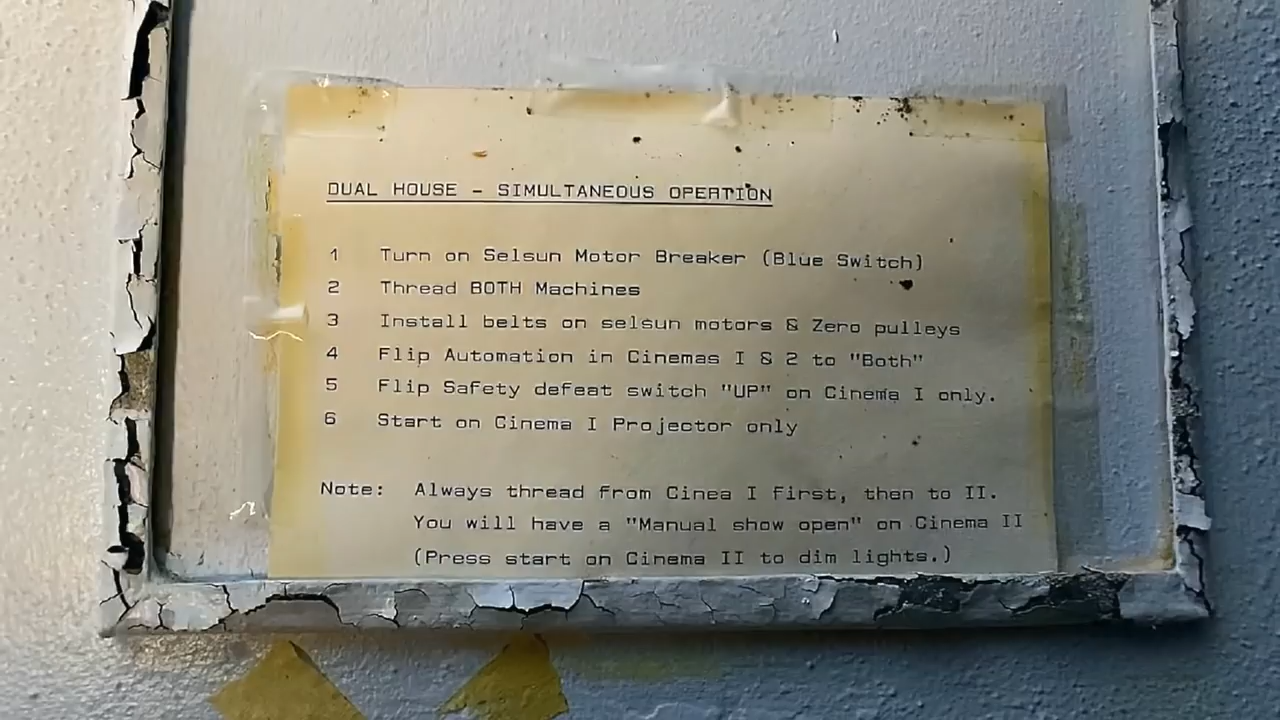 DUAL HOUSE - SIMULTANEOUS OPERTION
1 Turn on Selsun Motor Breaker (Blue Switch)
2 Thread BOTH Machines
3 Install belts on selsun motors & Zero pulleys
4 Flip Automation in Cinemas I & 2 to "Both"
5 Flip Safety defeat switch "UP" on Cinema I only.
6 Start on Cinema I Projector only
Note: Always thread from Cinea I first, then to II.
You will have a "Manual show open" on Cinema II
(Press start on Cinema II to dim lights.)